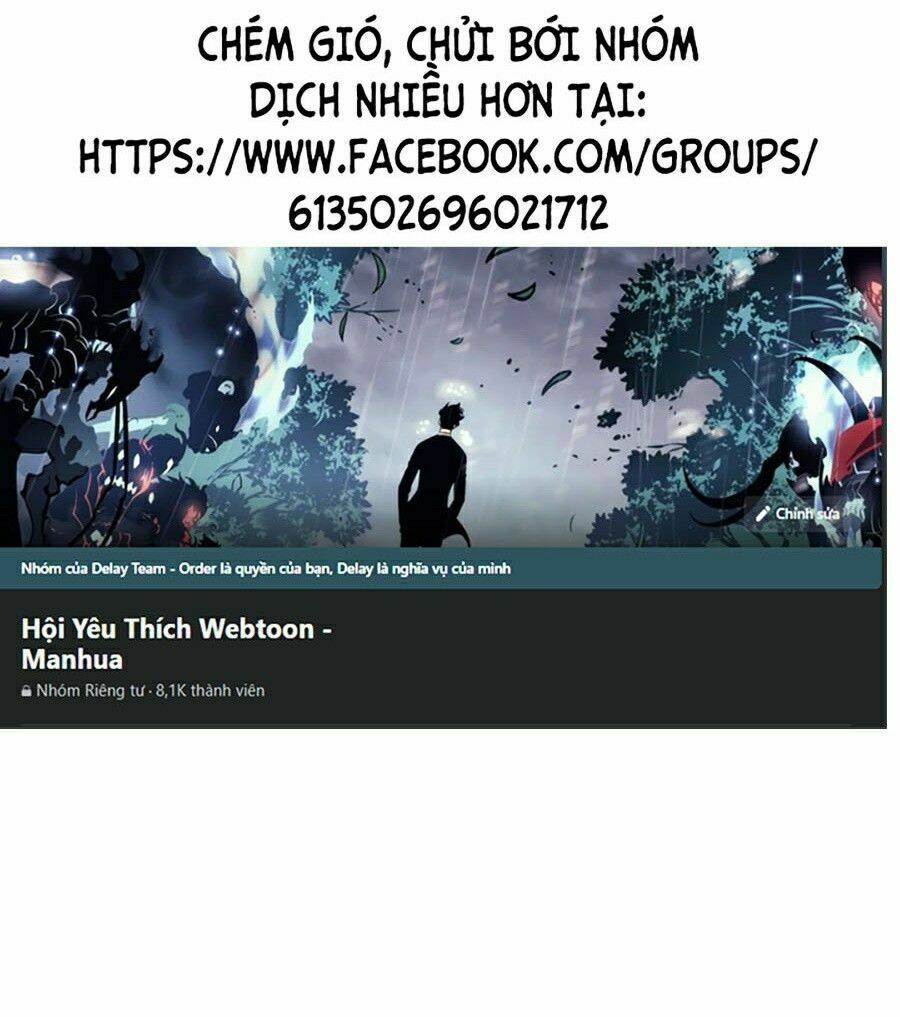 CHÉM GIÓ, CHỬI BỚI NHÓM
DỊCH NHIỀU HƠN TẠI:
HTTPS://WWW.FACEBOOK.COM/GROUPS/
613502696021712
Chỉnh sửa
Nhóm của Delay Team - Order là quyền của bạn, Delay là nghĩa vụ của mình
Hội Yêu Thích Webtoon -
Manhua
Nhóm Riêng tư · 8,1K thành viên